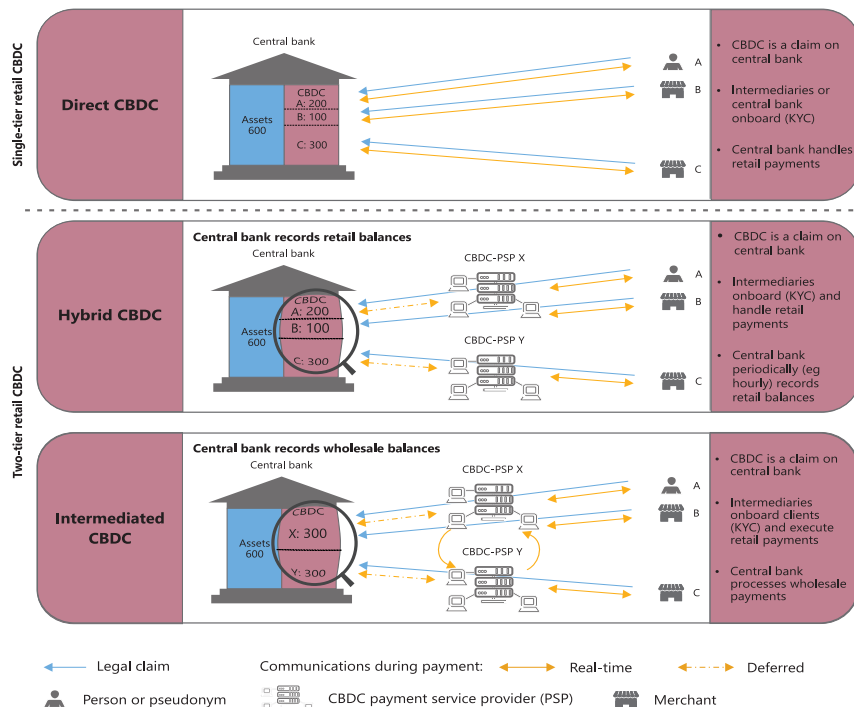 Single-tier retail CBDC
Direct CBDC
Central bank
Assets
600
CBDC
A: 200
B: 100
C: 300
A
B
C
• CBDC is a claim on
central bank
• Intermediaries or
central bank
onboard (KYC)
• Central bank handles
retail payments
Two-tier retail CBDC
Hybrid CBDC
Central bank records retail balances
Central bank
Assets
600
CBDC
A: 200
B: 100
C: 300
CBDC-PSP X
CBDC-PSP Y
A
B
C
• CBDC is a claim on
central bank
• Intermediaries
onboard (KYC) and
handle retail
payments
• Central bank
periodically (eg
hourly) records
retail balances
Intermediated
CBDC
Central bank records wholesale balances
Central bank
Assets
600
CBDC
X: 300
Y: 300
CBDC-PSP X
CBDC-PSP Y
A
B
C
• CBDC is a claim on
central bank
• Intermediaries
onboard clients
(KYC) and execute
retail payments
• Central bank
processes wholesale
payments
Legal claim
Communications during payment:
Real-time
Deferred
Person or pseudonym
CBDC payment service provider (PSP)
Merchant